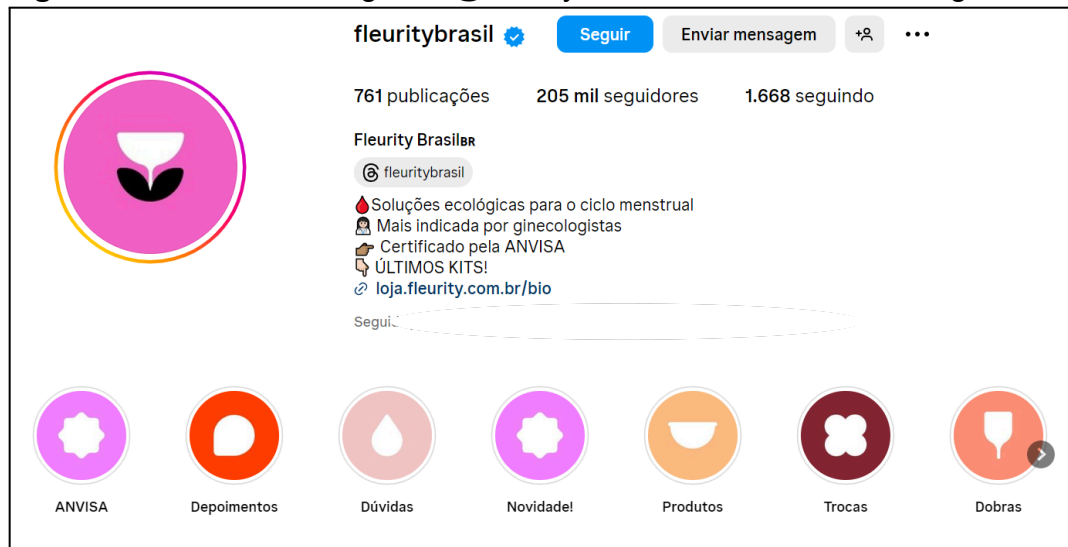 fleuritybrasil Seguir Enviar mensagem
761 publicações 205 mil seguidores 1.668 seguindo
Fleurity BrasilBR
fleuritybrasil
🩸Soluções ecológicas para o ciclo menstrual
👩🏻‍⚕️ Mais indicada por ginecologistas
👉🏽 Certificado pela ANVISA
👇🏻 ÚLTIMOS KITS!
loja.fleurity.com.br/bio
ANVISA Depoimentos Dúvidas Novidade! Produtos Trocas Dobras